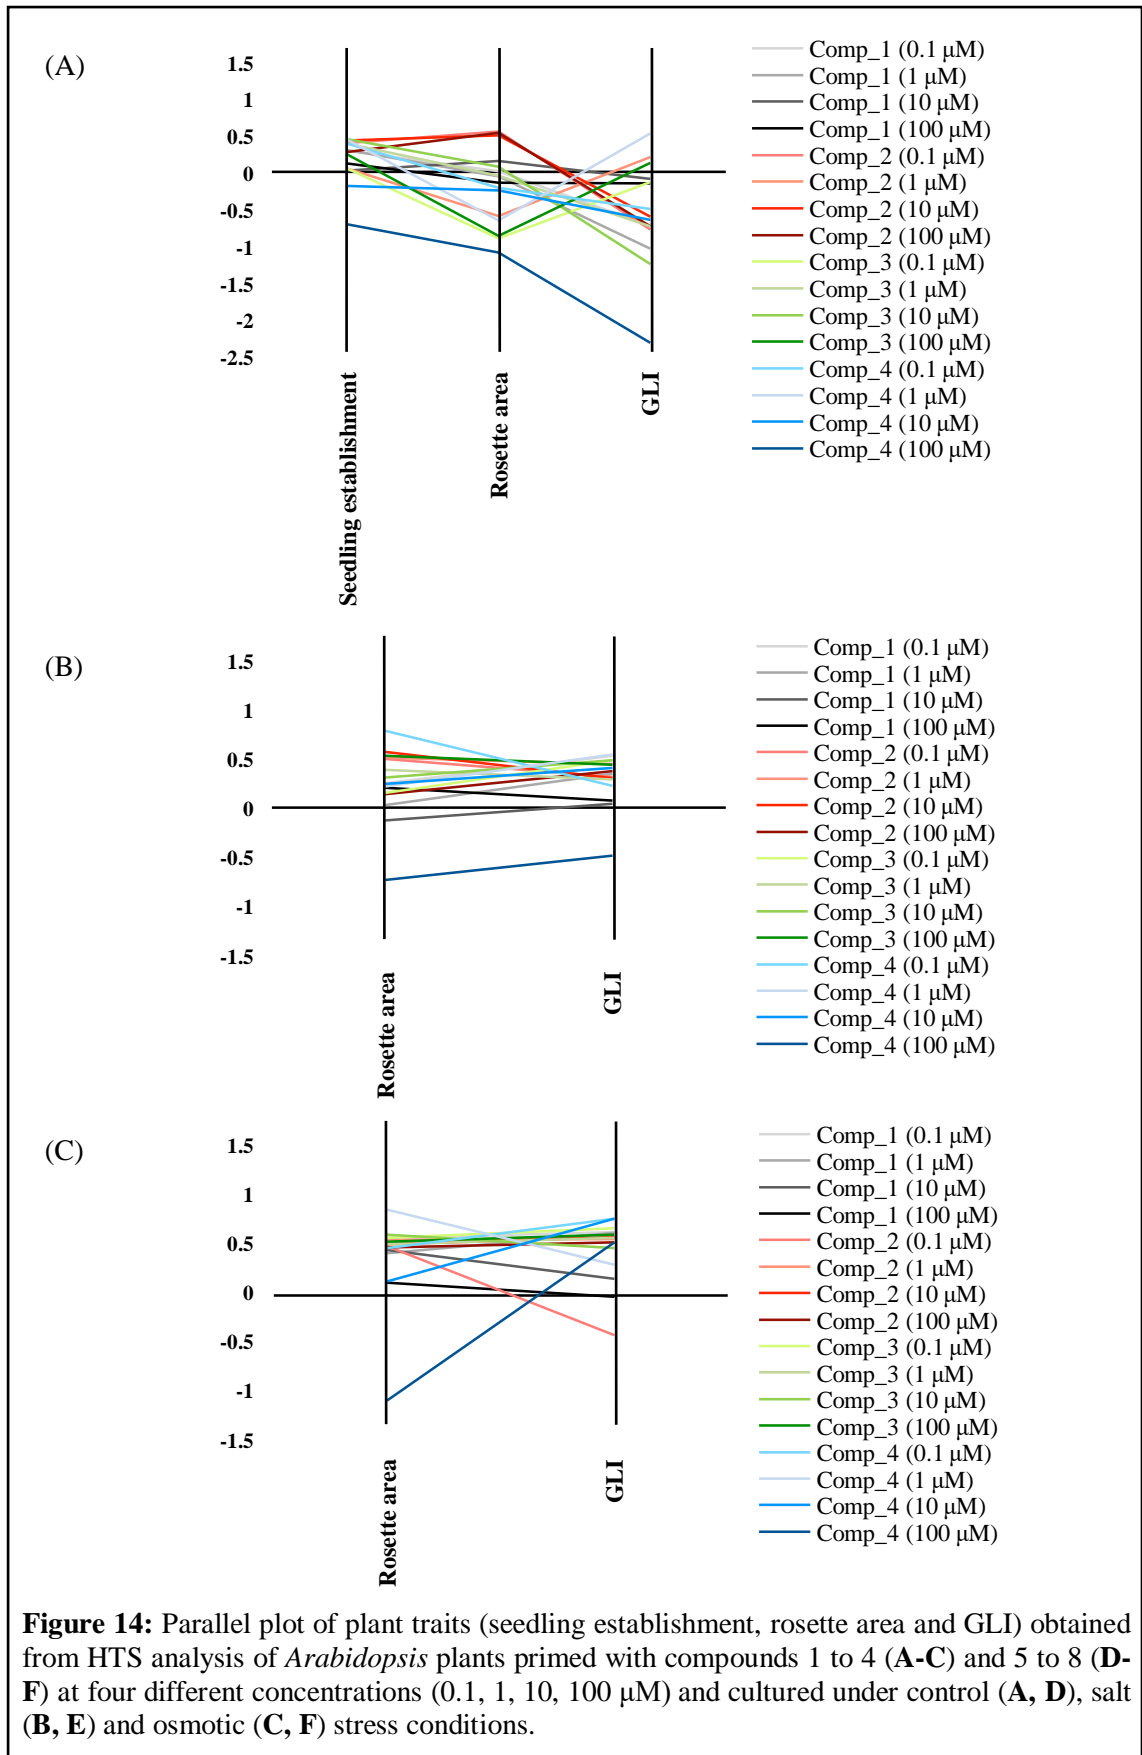 (A)
1.5
1
0.5
0
-0.5
-1
-1.5
-2
-2.5
Seedling establishment
Rosette area
GLI
Comp_1 (0.1 μM)
Comp_1 (1 μM)
Comp_1 (10 μM)
Comp_1 (100 μM)
Comp_2 (0.1 μM)
Comp_2 (1 μM)
Comp_2 (10 μM)
Comp_2 (100 μM)
Comp_3 (0.1 μM)
Comp_3 (1 μM)
Comp_3 (10 μM)
Comp_3 (100 μM)
Comp_4 (0.1 μM)
Comp_4 (1 μM)
Comp_4 (10 μM)
Comp_4 (100 μM)
(B)
1.5
1
0.5
0
-0.5
-1
-1.5
Rosette area
GLI
Comp_1 (0.1 μM)
Comp_1 (1 μM)
Comp_1 (10 μM)
Comp_1 (100 μM)
Comp_2 (0.1 μM)
Comp_2 (1 μM)
Comp_2 (10 μM)
Comp_2 (100 μM)
Comp_3 (0.1 μM)
Comp_3 (1 μM)
Comp_3 (10 μM)
Comp_3 (100 μM)
Comp_4 (0.1 μM)
Comp_4 (1 μM)
Comp_4 (10 μM)
Comp_4 (100 μM)
(C)
1.5
1
0.5
0
-0.5
-1
-1.5
Rosette area
GLI
Comp_1 (0.1 μM)
Comp_1 (1 μM)
Comp_1 (10 μM)
Comp_1 (100 μM)
Comp_2 (0.1 μM)
Comp_2 (1 μM)
Comp_2 (10 μM)
Comp_2 (100 μM)
Comp_3 (0.1 μM)
Comp_3 (1 μM)
Comp_3 (10 μM)
Comp_3 (100 μM)
Comp_4 (0.1 μM)
Comp_4 (1 μM)
Comp_4 (10 μM)
Comp_4 (100 μM)
Figure 14: Parallel plot of plant traits (seedling establishment, rosette area and GLI) obtained
from HTS analysis of Arabidopsis plants primed with compounds 1 to 4 (A-C) and 5 to 8 (D-
F) at four different concentrations (0.1, 1, 10, 100 μM) and cultured under control (A, D), salt
(B, E) and osmotic (C, F) stress conditions.